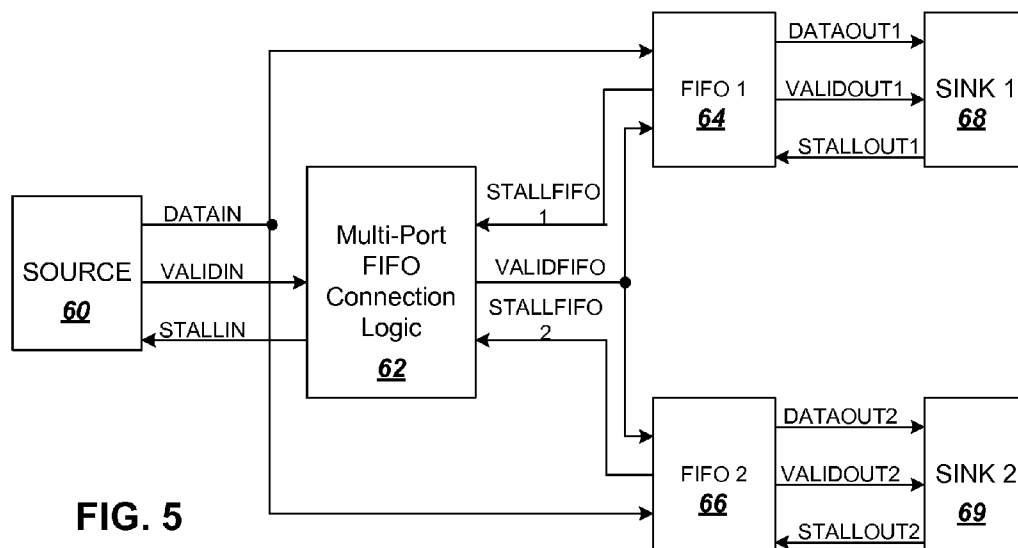 DATAOUT1
FIFO 1
64
VALIDOUT1
SINK 1
68
STALLOUT1
STALLFIFO
1
DATAIN
Multi-Port
FIFO
Connection
Logic
62
SOURCE
60
VALIDIN
VALIDFIFO
STALLIN
STALLFIFO
2
DATAOUT2
FIFO 2
66
VALIDOUT2
SINK 2
69
STALLOUT2
FIG. 5